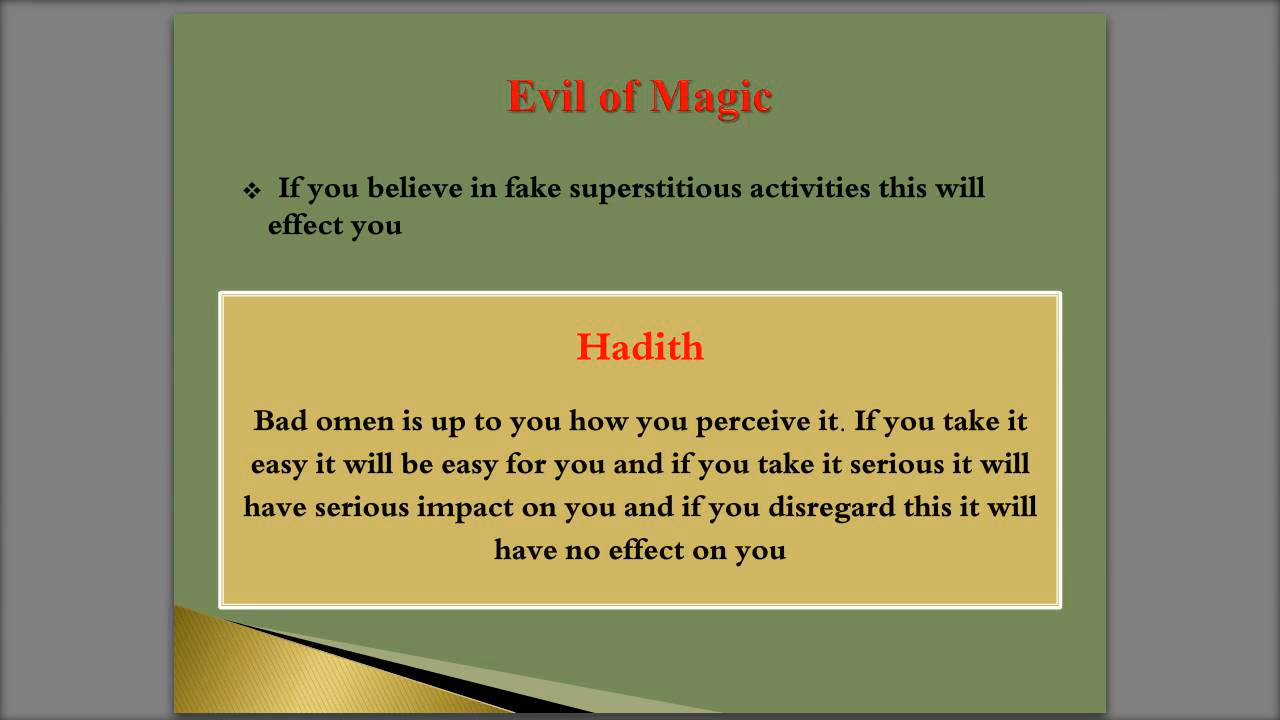 Evil of Magic
❖ If you believe in fake superstitious activities this will
effect you
Hadith
Bad omen is up to you how you perceive it. If you take it
easy it will be easy for you and if you take it serious it will
have serious impact on you and if you disregard this it will
have no effect on you